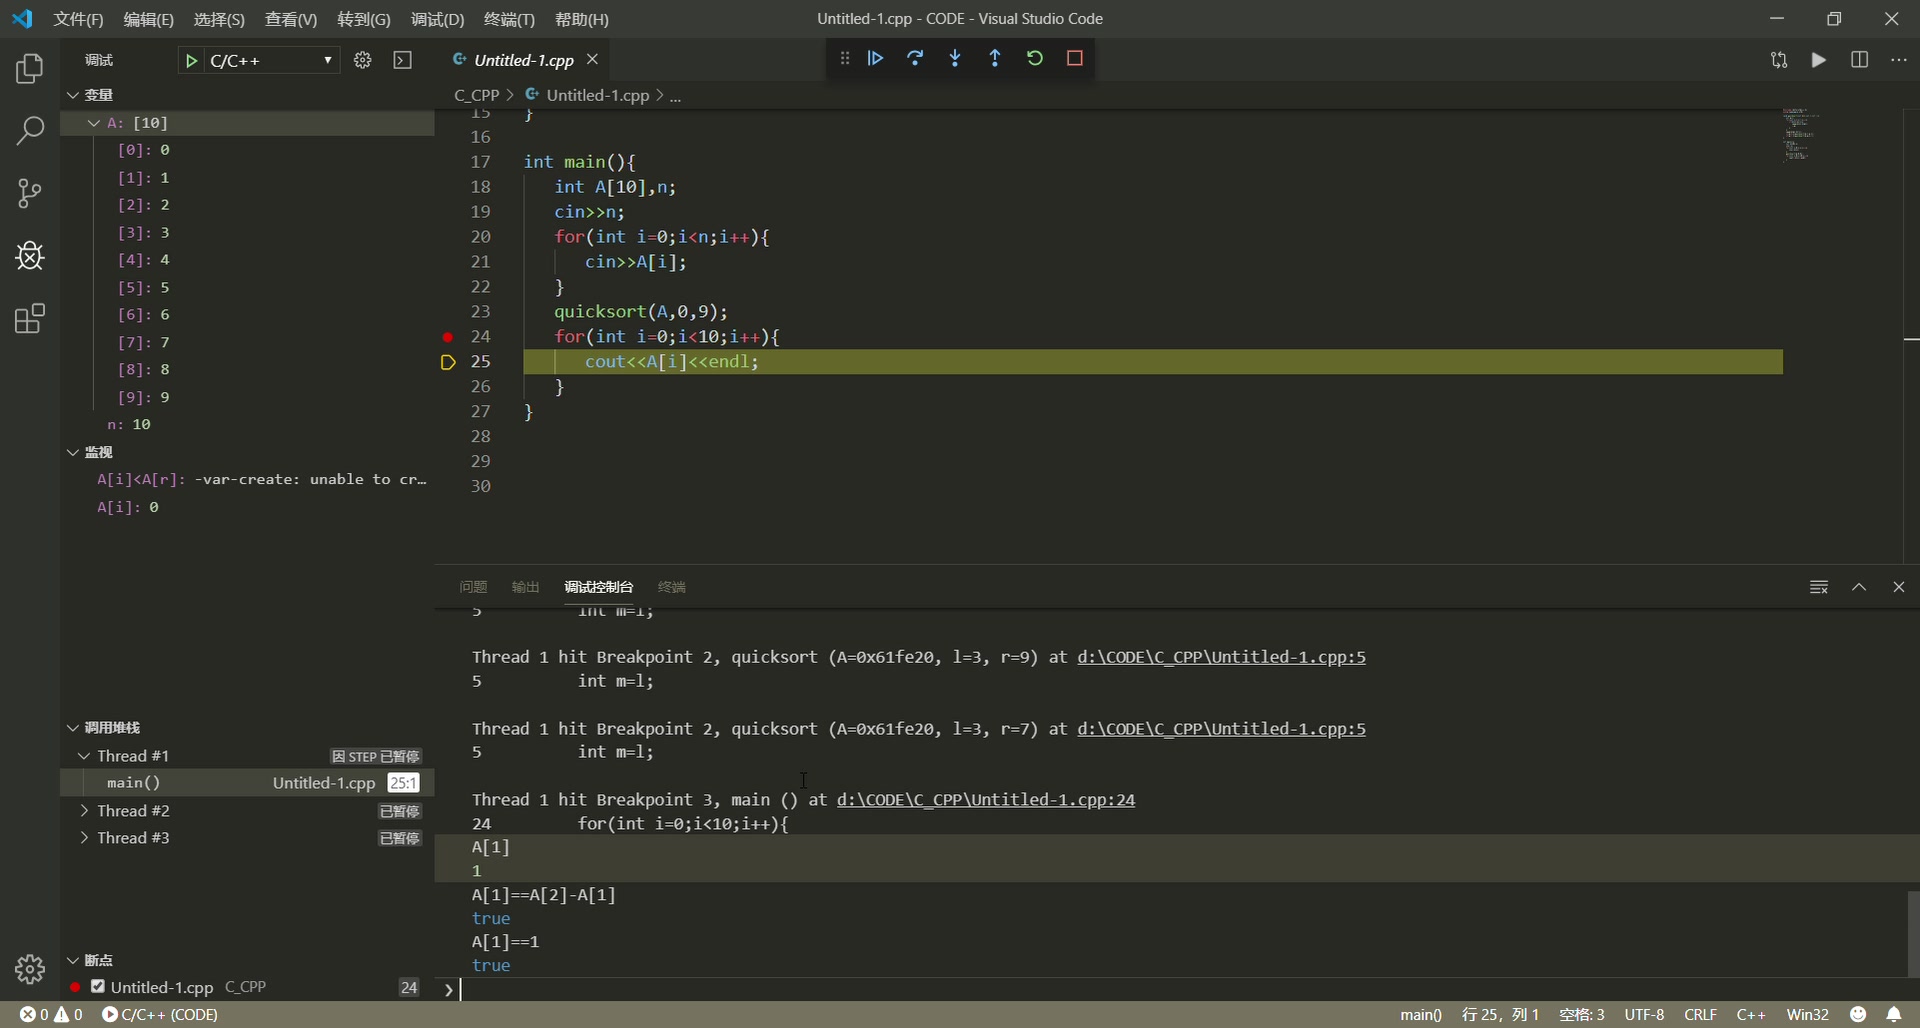 文件(F) 编辑(E) 选择(S) 查看(V) 转到(G) 调试(D) 终端(T) 帮助(H) Untitled-1.cpp - CODE - Visual Studio Code
调试 C/C++ Untitled-1.cpp
变量
C_CPP > Untitled-1.cpp > ...
A: [10]
[0]: 0
[1]: 1
[2]: 2
[3]: 3
[4]: 4
[5]: 5
[6]: 6
[7]: 7
[8]: 8
[9]: 9
n: 10
监视
A[i]<A[r]: -var-create: unable to cr…
A[i]: 0
调用堆栈
Thread #1 因 STEP 已暂停
main() Untitled-1.cpp 25:1
Thread #2 已暂停
Thread #3 已暂停
断点
Untitled-1.cpp C_CPP 24
15 }
16
17 int main(){
18 int A[10],n;
19 cin>>n;
20 for(int i=0;i<n;i++){
21 cin>>A[i];
22 }
23 quicksort(A,0,9);
24 for(int i=0;i<10;i++){
25 cout<<A[i]<<endl;
26 }
27 }
28
29
30
问题 输出 调试控制台 终端
5 int m=l;
Thread 1 hit Breakpoint 2, quicksort (A=0x61fe20, l=3, r=9) at d:\CODE\C_CPP\Untitled-1.cpp:5
5 int m=l;
Thread 1 hit Breakpoint 2, quicksort (A=0x61fe20, l=3, r=7) at d:\CODE\C_CPP\Untitled-1.cpp:5
5 int m=l;
Thread 1 hit Breakpoint 3, main () at d:\CODE\C_CPP\Untitled-1.cpp:24
24 for(int i=0;i<10;i++){
A[1]
1
A[1]==A[2]-A[1]
true
A[1]==1
true
>
0 0 C/C++ (CODE) main() 行 25, 列 1 空格: 3 UTF-8 CRLF C++ Win32